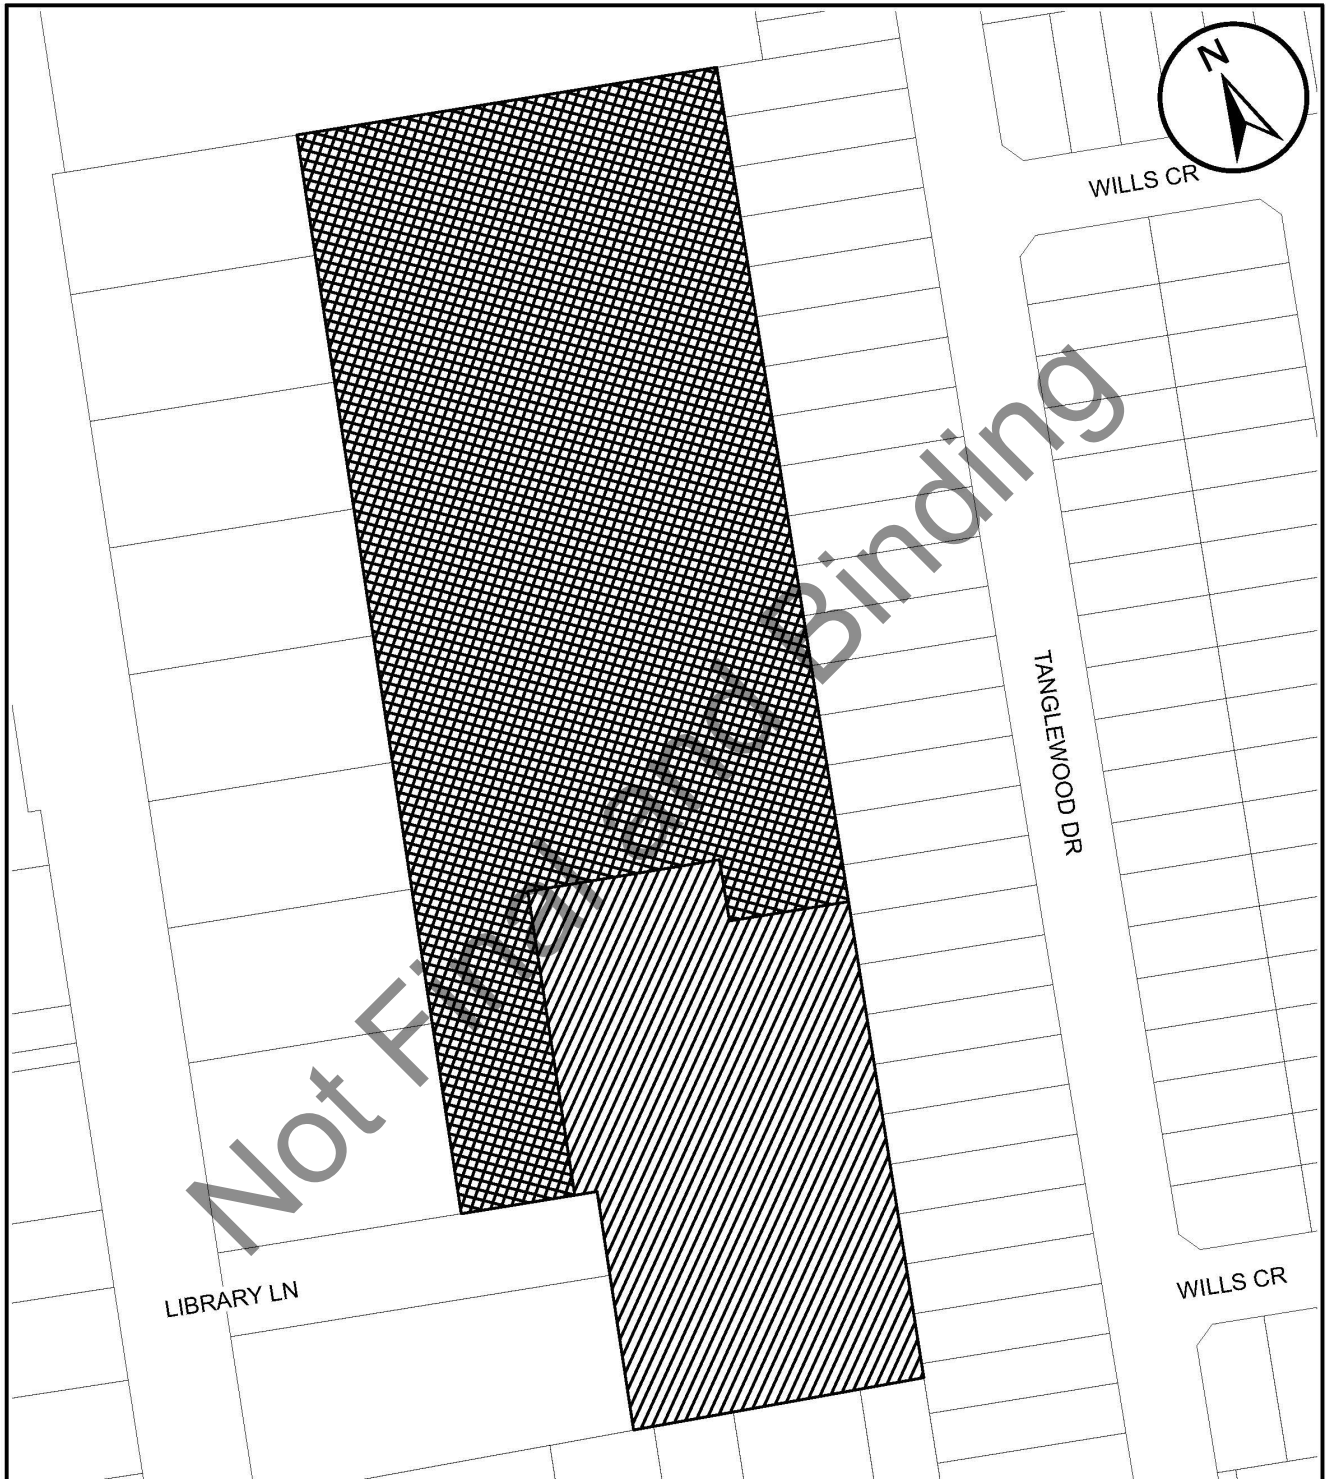 N
WILLS CR
Not Final and Binding
TANGLEWOOD DR
LIBRARY LN
WILLS CR